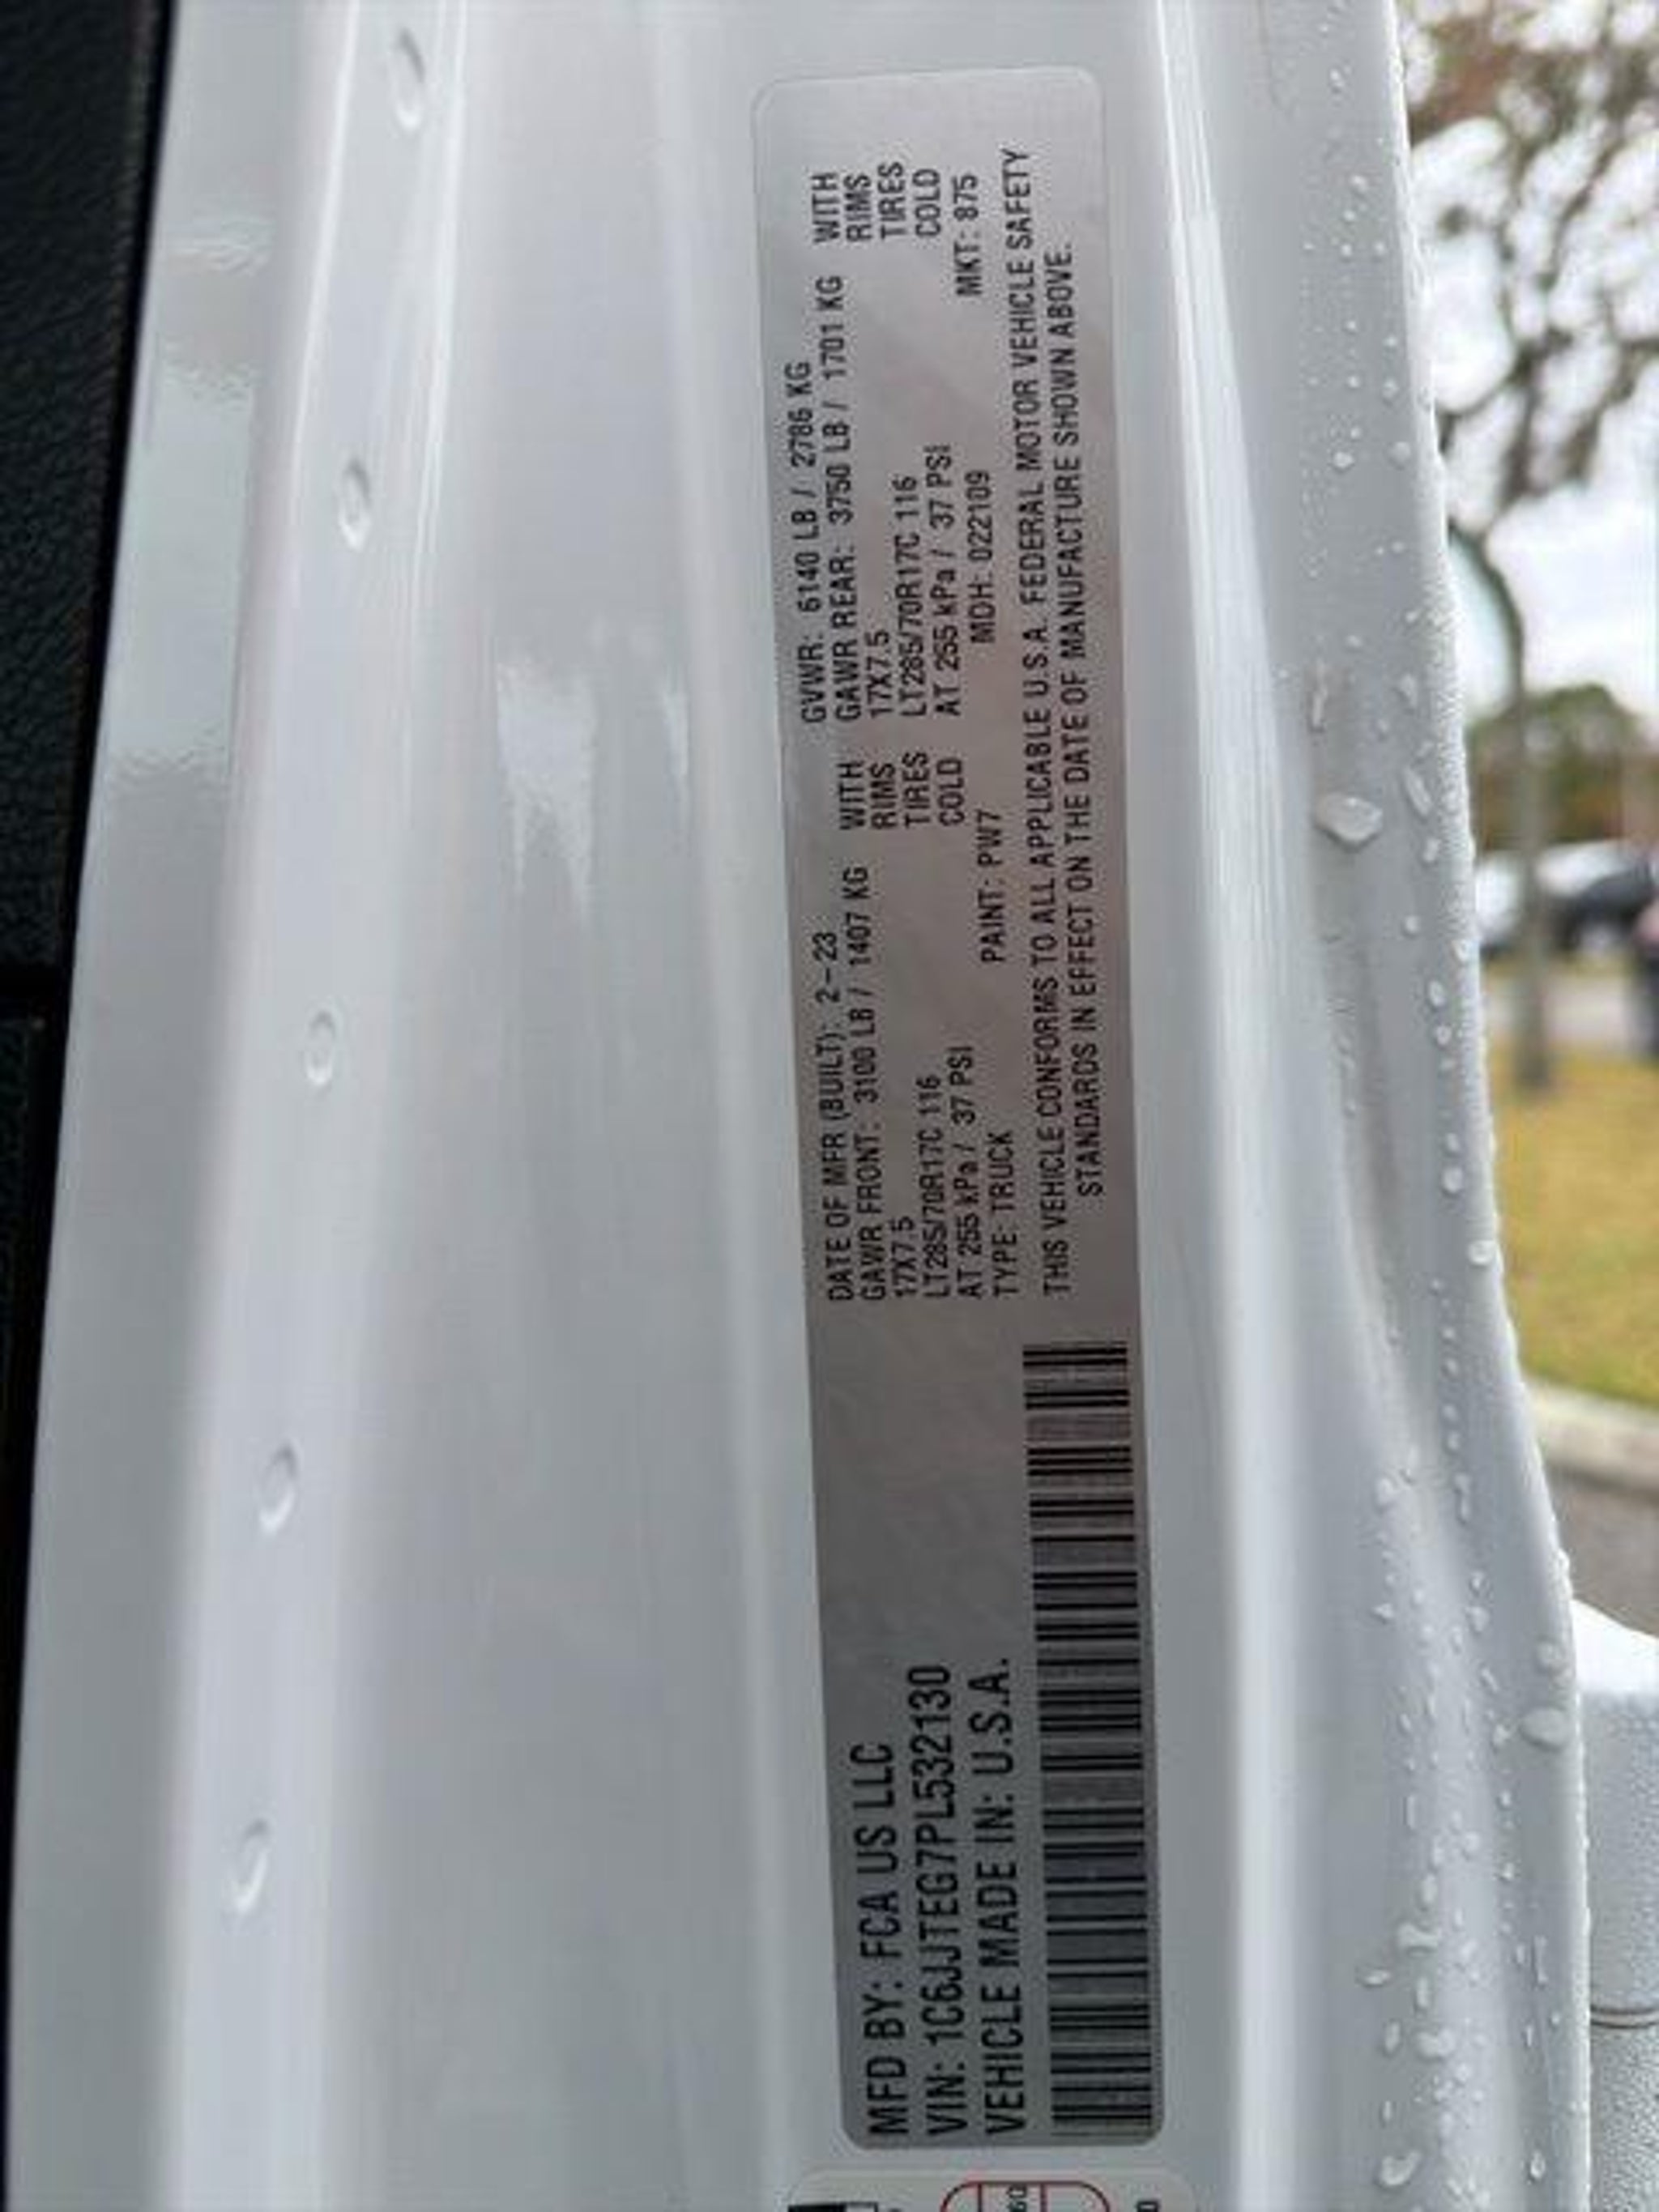 MFD BY: FCA US LLC
VIN: 1C6JJTEG7PL532130
VEHICLE MADE IN: U.S.A.
DATE OF MFR (BUILT): 2-23
GVWR: 6140 LB / 2786 KG
GAWR FRONT: 3100 LB / 1407 KG WITH
17X7.5 RIMS
LT285/70R17C 116 TIRES
AT 255 kPa / 37 PSI COLD
GAWR REAR: 3750 LB / 1701 KG WITH
17X7.5 RIMS
LT285/70R17C 116 TIRES
AT 255 kPa / 37 PSI COLD
TYPE: TRUCK PAINT: PW7 MDH: 022109 MKT: 875
THIS VEHICLE CONFORMS TO ALL APPLICABLE U.S.A. FEDERAL MOTOR VEHICLE SAFETY
STANDARDS IN EFFECT ON THE DATE OF MANUFACTURE SHOWN ABOVE.